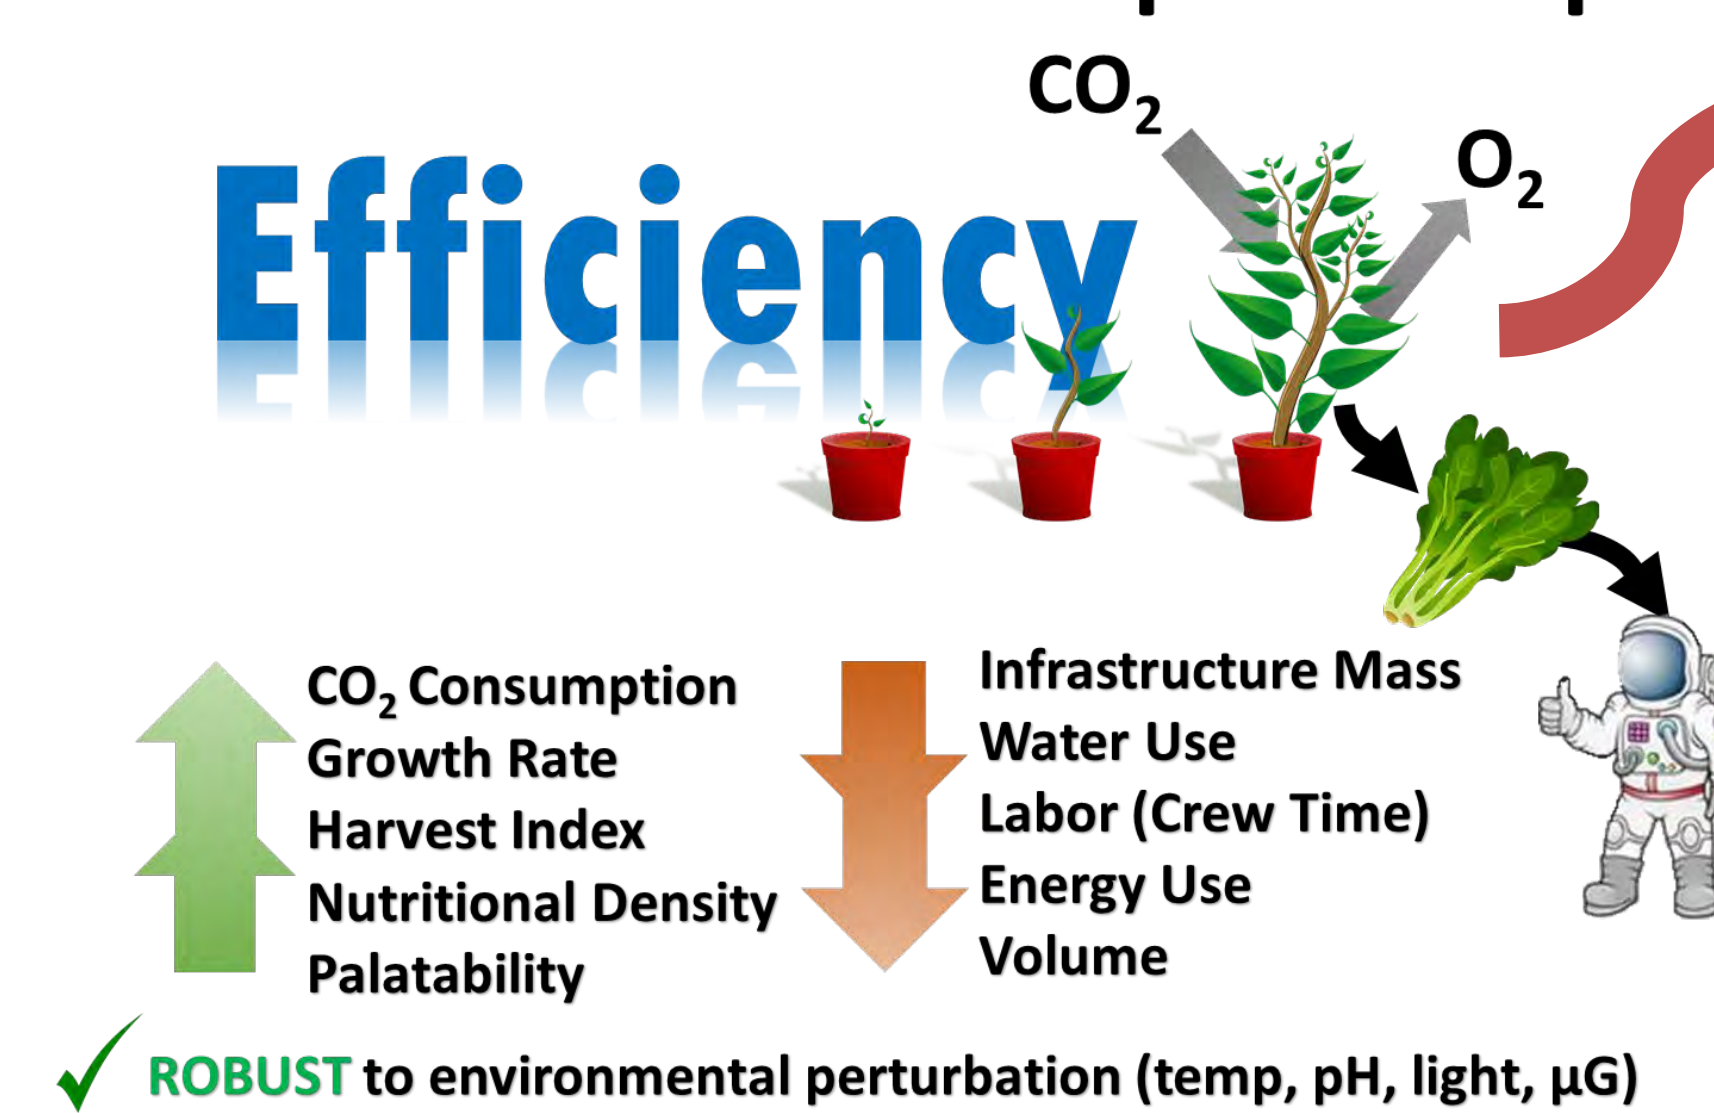 CO₂
O₂
Efficiency
CO₂ Consumption
Growth Rate
Harvest Index
Nutritional Density
Palatability
Infrastructure Mass
Water Use
Labor (Crew Time)
Energy Use
Volume
ROBUST to environmental perturbation (temp, pH, light, µG)